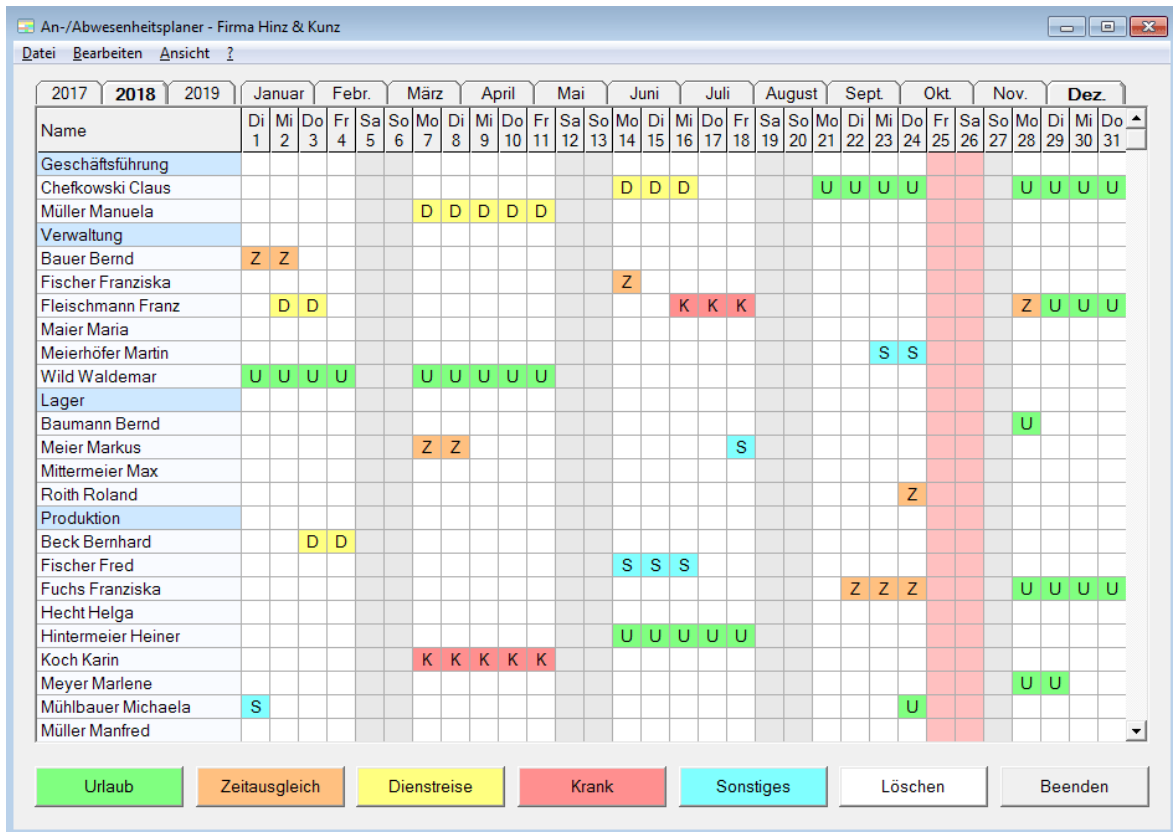 An-/Abwesenheitsplaner - Firma Hinz & Kunz
Datei Bearbeiten Ansicht ?
2017 2018 2019 Januar Febr. März April Mai Juni Juli August Sept. Okt. Nov. Dez.
Name Di Mi Do Fr Sa So Mo Di Mi Do Fr Sa So Mo Di Mi Do Fr Sa So Mo Di Mi Do Fr Sa So Mo Di Mi Do
1 2 3 4 5 6 7 8 9 10 11 12 13 14 15 16 17 18 19 20 21 22 23 24 25 26 27 28 29 30 31
Geschäftsführung
Chefkowski Claus D D D U U U U U U U U
Müller Manuela D D D D D
Verwaltung
Bauer Bernd Z Z
Fischer Franziska Z
Fleischmann Franz D D K K K Z U U U
Maier Maria
Meierhöfer Martin S S
Wild Waldemar U U U U U U U U U
Lager
Baumann Bernd U
Meier Markus Z Z S
Mittermeier Max
Roith Roland Z
Produktion
Beck Bernhard D D
Fischer Fred S S S
Fuchs Franziska Z Z Z U U U U
Hecht Helga
Hintermeier Heiner U U U U U
Koch Karin K K K K K
Meyer Marlene U U
Mühlbauer Michaela S U
Müller Manfred
Urlaub Zeitausgleich Dienstreise Krank Sonstiges Löschen Beenden